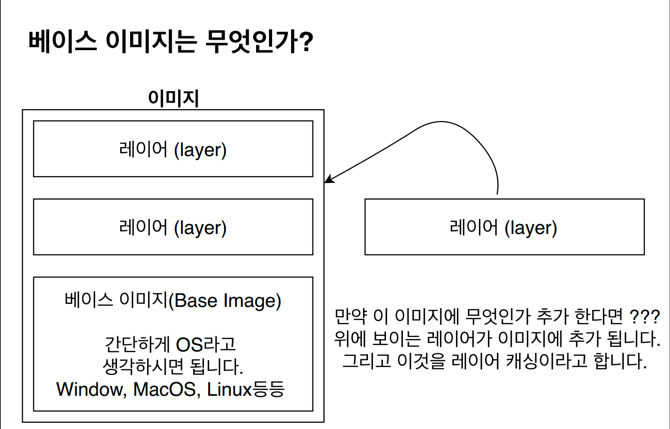 베이스 이미지는 무엇인가?
이미지
레이어 (layer)
레이어 (layer)
레이어 (layer)
베이스 이미지(Base Image)
간단하게 OS라고
생각하시면 됩니다.
Window, MacOS, Linux등등
만약 이 이미지에 무엇인가 추가 한다면 ???
위에 보이는 레이어가 이미지에 추가 됩니다.
그리고 이것을 레이어 캐싱이라고 합니다.